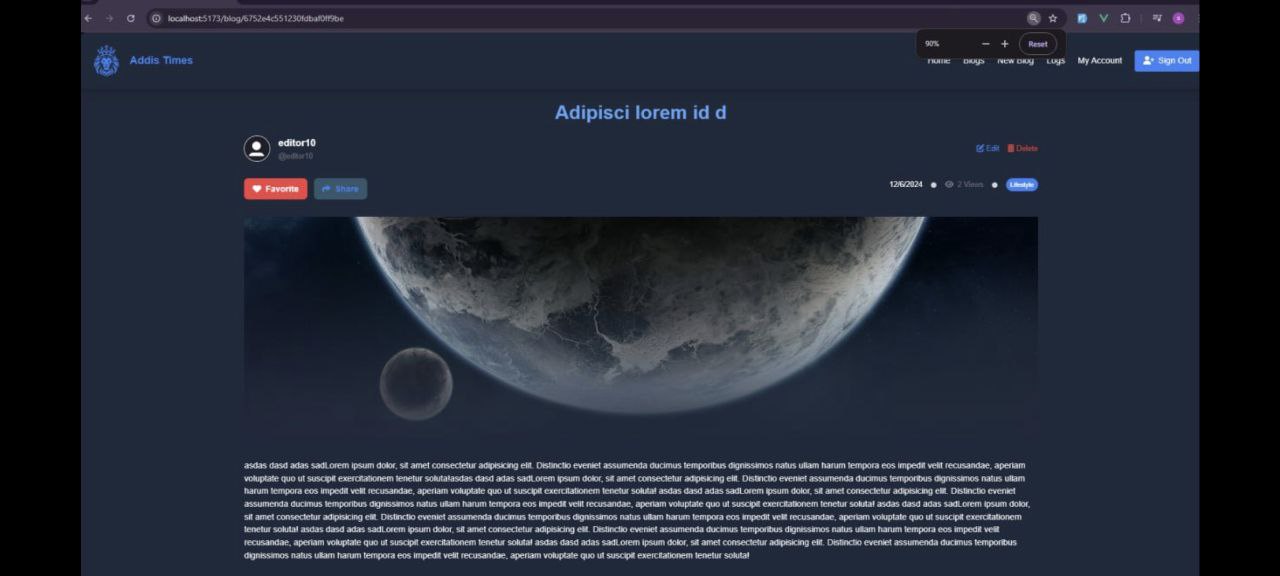 localhost:5173/blog/6752e4c551230fdbaf0ff9be
90% Reset
Addis Times
Home Blogs New Blog Logs My Account Sign Out
Adipisci lorem id d
editor10
@editor10
Edit Delete
Favorite Share
12/6/2024 2 Views Lifestyle
asdas dasd adas sadLorem ipsum dolor, sit amet consectetur adipisicing elit. Distinctio eveniet assumenda ducimus temporibus dignissimos natus ullam harum tempora eos impedit velit recusandae, aperiam
voluptate quo ut suscipit exercitationem tenetur soluta!asdas dasd adas sadLorem ipsum dolor, sit amet consectetur adipisicing elit. Distinctio eveniet assumenda ducimus temporibus dignissimos natus ullam
harum tempora eos impedit velit recusandae, aperiam voluptate quo ut suscipit exercitationem tenetur soluta! asdas dasd adas sadLorem ipsum dolor, sit amet consectetur adipisicing elit. Distinctio eveniet
assumenda ducimus temporibus dignissimos natus ullam harum tempora eos impedit velit recusandae, aperiam voluptate quo ut suscipit exercitationem tenetur soluta! asdas dasd adas sadLorem ipsum dolor,
sit amet consectetur adipisicing elit. Distinctio eveniet assumenda ducimus temporibus dignissimos natus ullam harum tempora eos impedit velit recusandae, aperiam voluptate quo ut suscipit exercitationem
tenetur soluta! asdas dasd adas sadLorem ipsum dolor, sit amet consectetur adipisicing elit. Distinctio eveniet assumenda ducimus temporibus dignissimos natus ullam harum tempora eos impedit velit
recusandae, aperiam voluptate quo ut suscipit exercitationem tenetur soluta! asdas dasd adas sadLorem ipsum dolor, sit amet consectetur adipisicing elit. Distinctio eveniet assumenda ducimus temporibus
dignissimos natus ullam harum tempora eos impedit velit recusandae, aperiam voluptate quo ut suscipit exercitationem tenetur soluta!